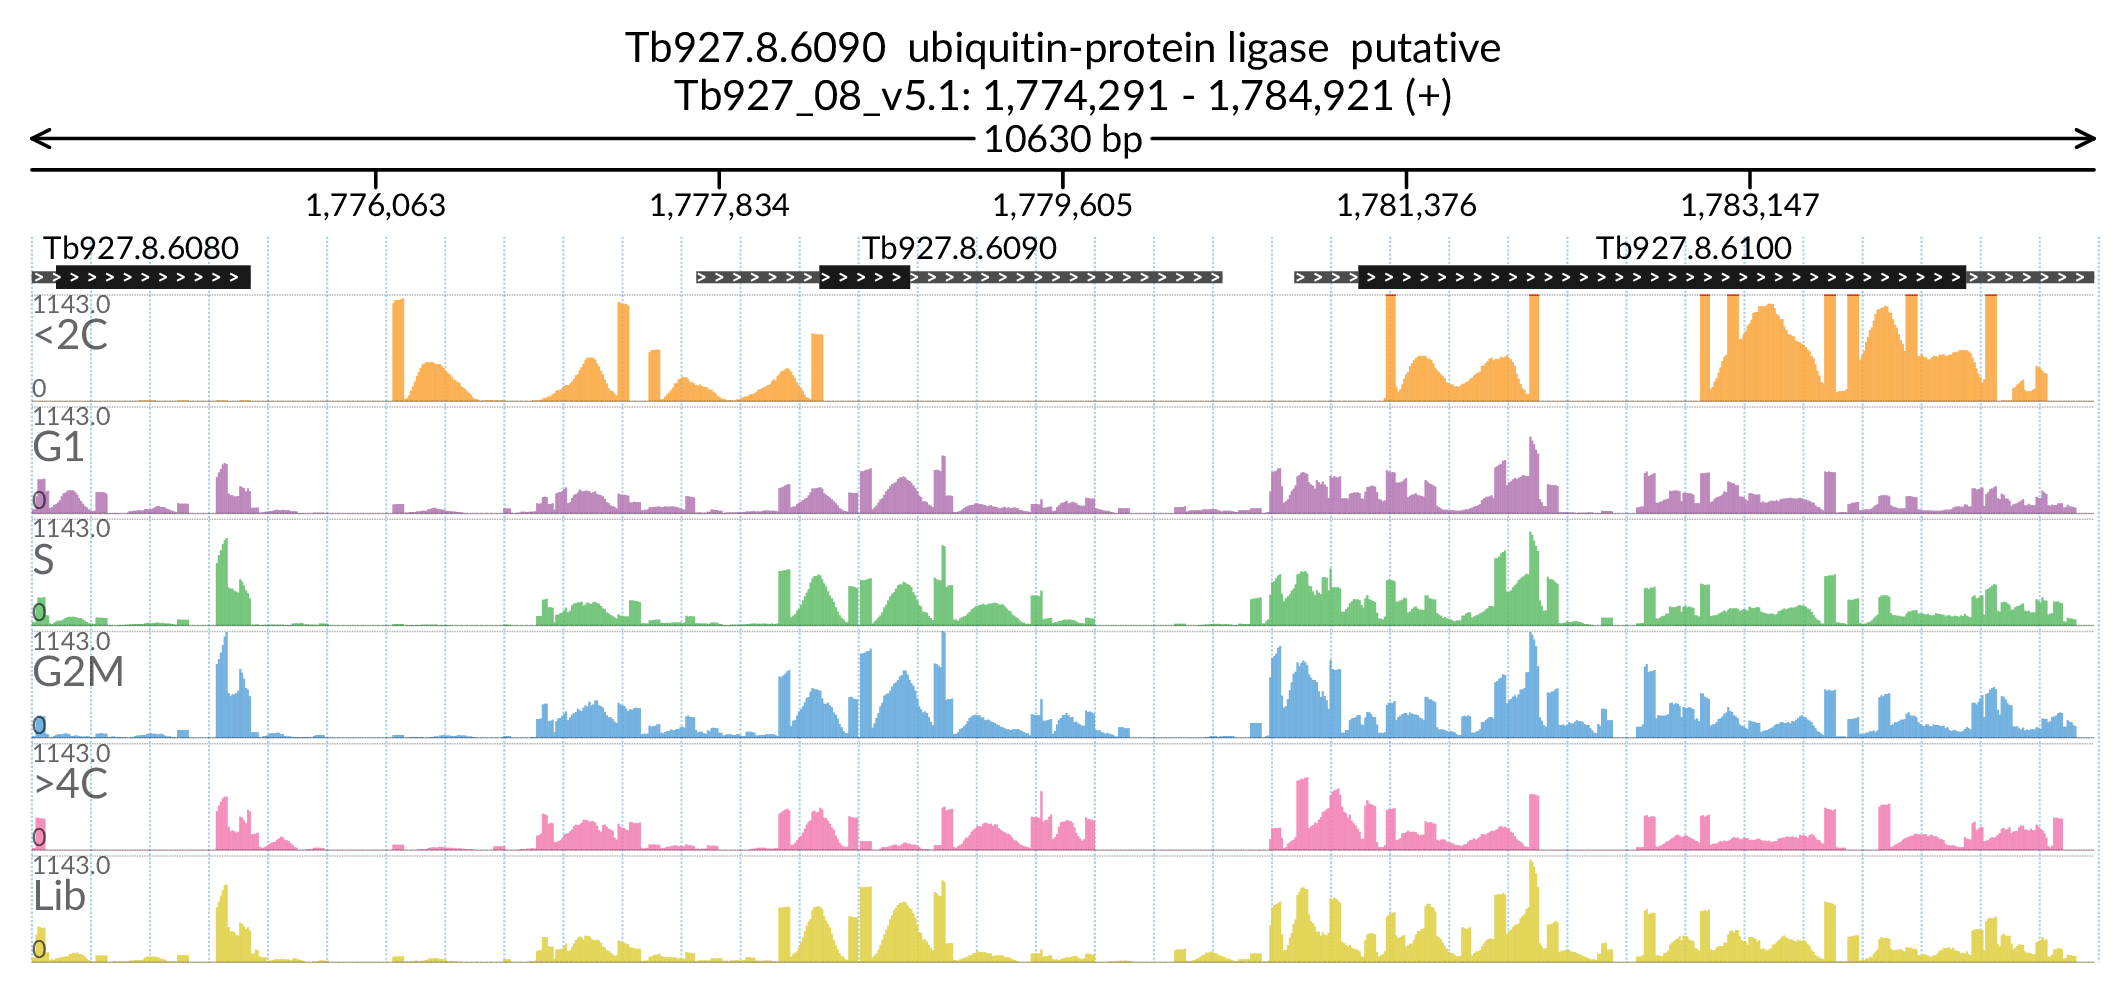 Tb927.8.6090 ubiquitin-protein ligase putative
Tb927_08_v5.1: 1,774,291 - 1,784,921 (+)
10630 bp
1,776,063 1,777,834 1,779,605 1,781,376 1,783,147
Tb927.8.6080 Tb927.8.6090 Tb927.8.6100
1143.0
<2C
0
1143.0
G1
0
1143.0
S
0
1143.0
G2M
0
1143.0
>4C
0
1143.0
Lib
0